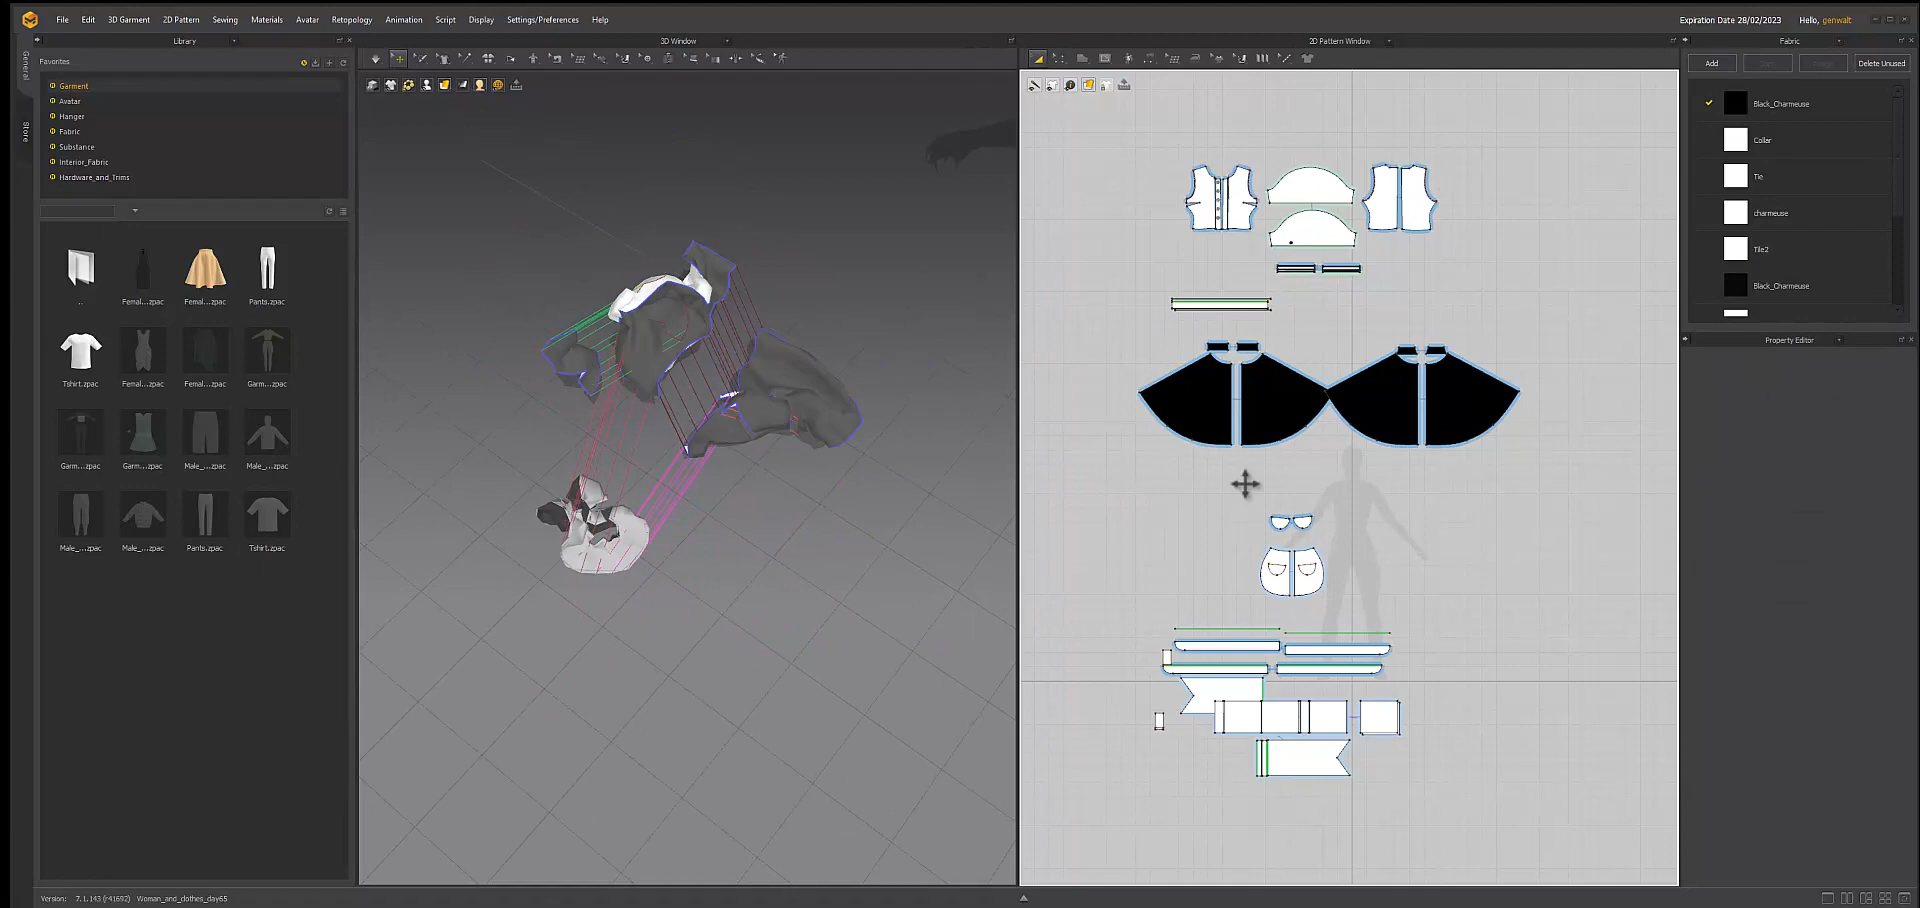 File Edit 3D Garment 2D Pattern Sewing Materials Avatar Retopology Animation Script Display Settings/Preferences Help
Expiration Date 28/02/2023 Hello, genwalt
Library
3D Window
2D Pattern Window
Fabric
General
Store
Favorites
Garment
Avatar
Hanger
Fabric
Substance
Interior_Fabric
Hardware_and_Trims
Add
Delete Unused
Black_Charmeuse
Collar
Tie
charmeuse
Tile2
Black_Charmeuse
Property Editor
.. Femal...zpac Femal...zpac Pants.zpac
Tshirt.zpac Femal...zpac Femal...zpac Garm...zpac
Garm...zpac Garm...zpac Male_...zpac Male_...zpac
Male_...zpac Male_...zpac Pants.zpac Tshirt.zpac
Version: 7.1.143 (r41692) Woman_and_clothes_day65